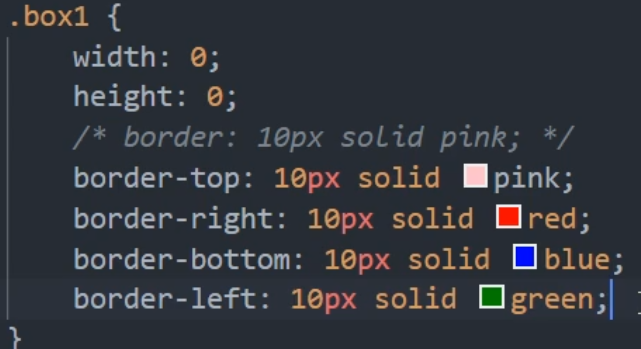 .box1 {
width: 0;
height: 0;
/* border: 10px solid pink; */
border-top: 10px solid pink;
border-right: 10px solid red;
border-bottom: 10px solid blue;
border-left: 10px solid green;
}